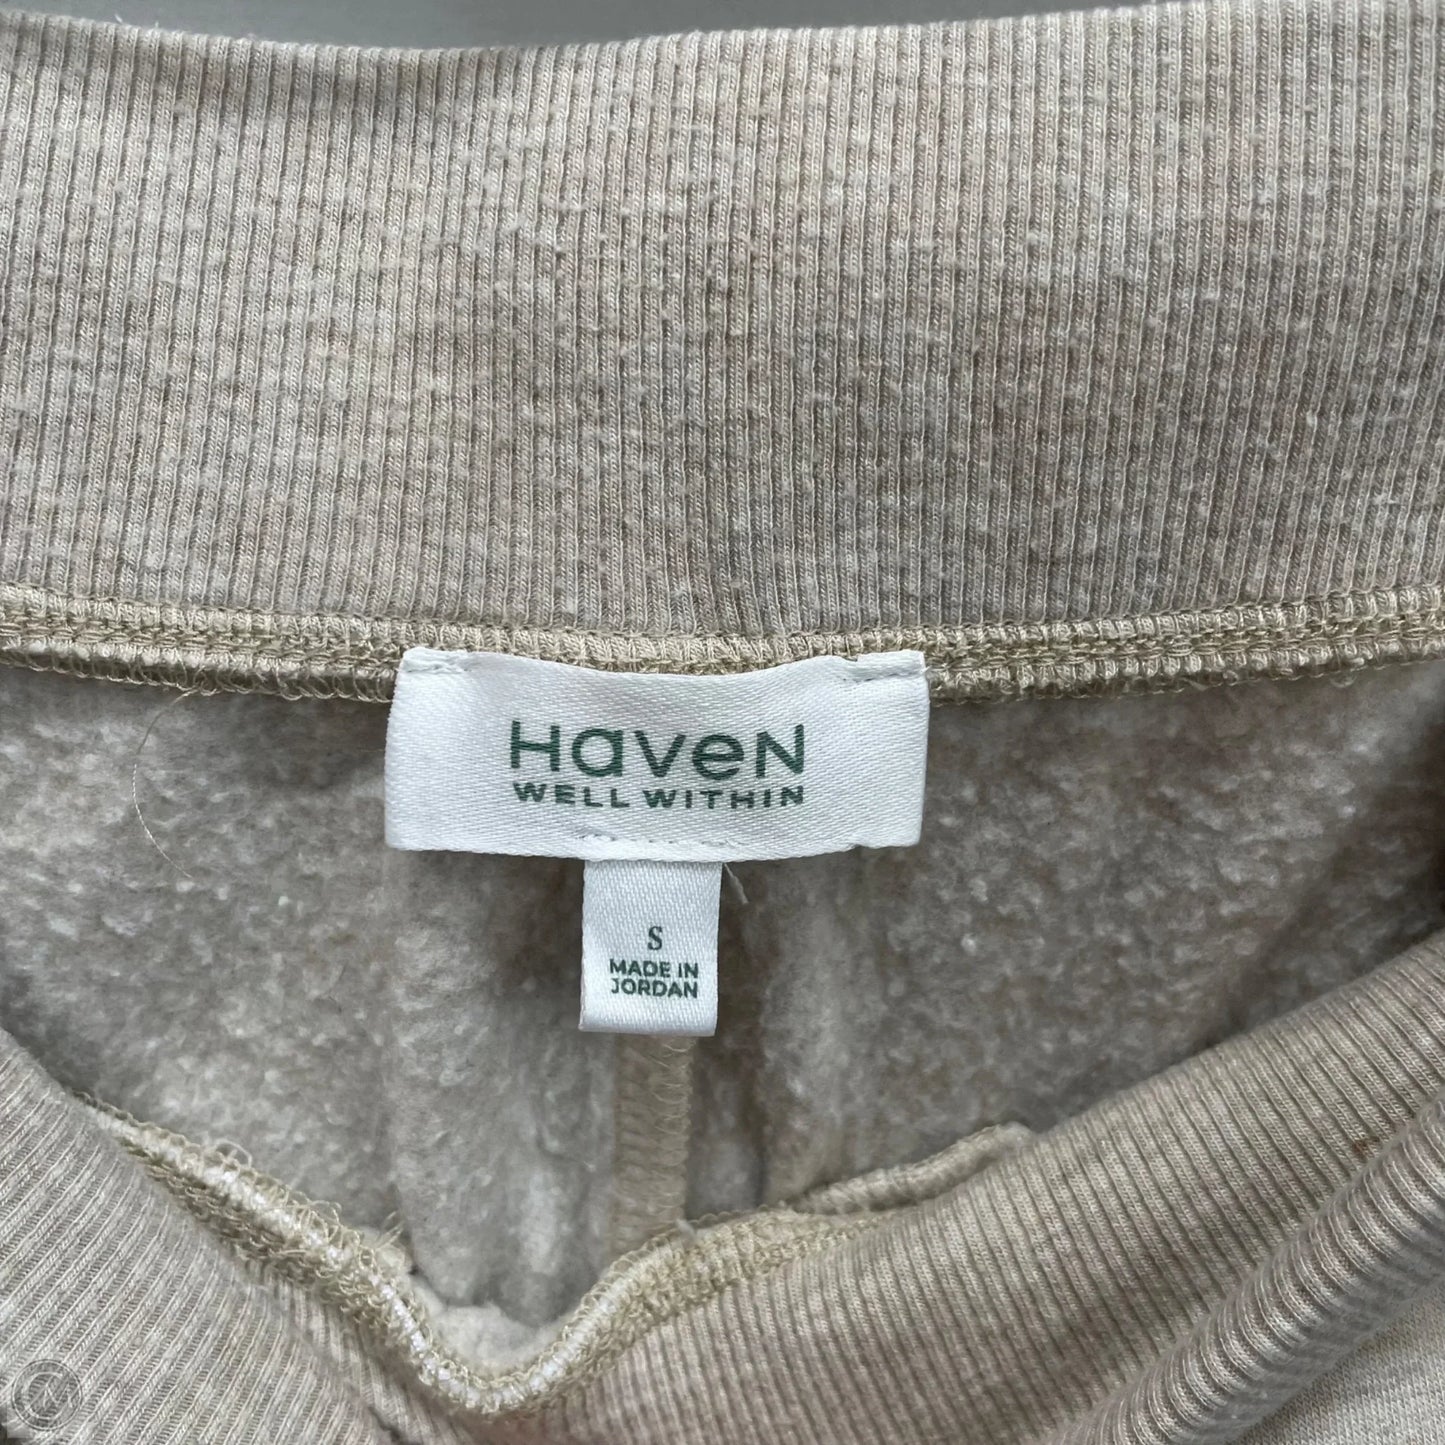 HaveN
WELL WITHIN
S
MADE IN
JORDAN